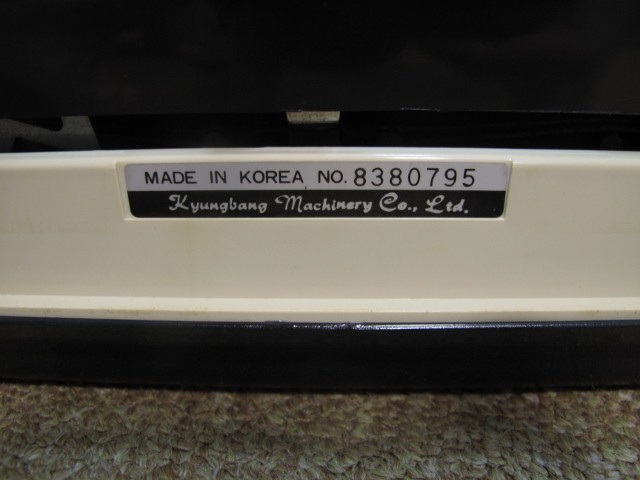 MADE IN KOREA NO. 8380795
Kyungbang Machinery Co., Ltd.